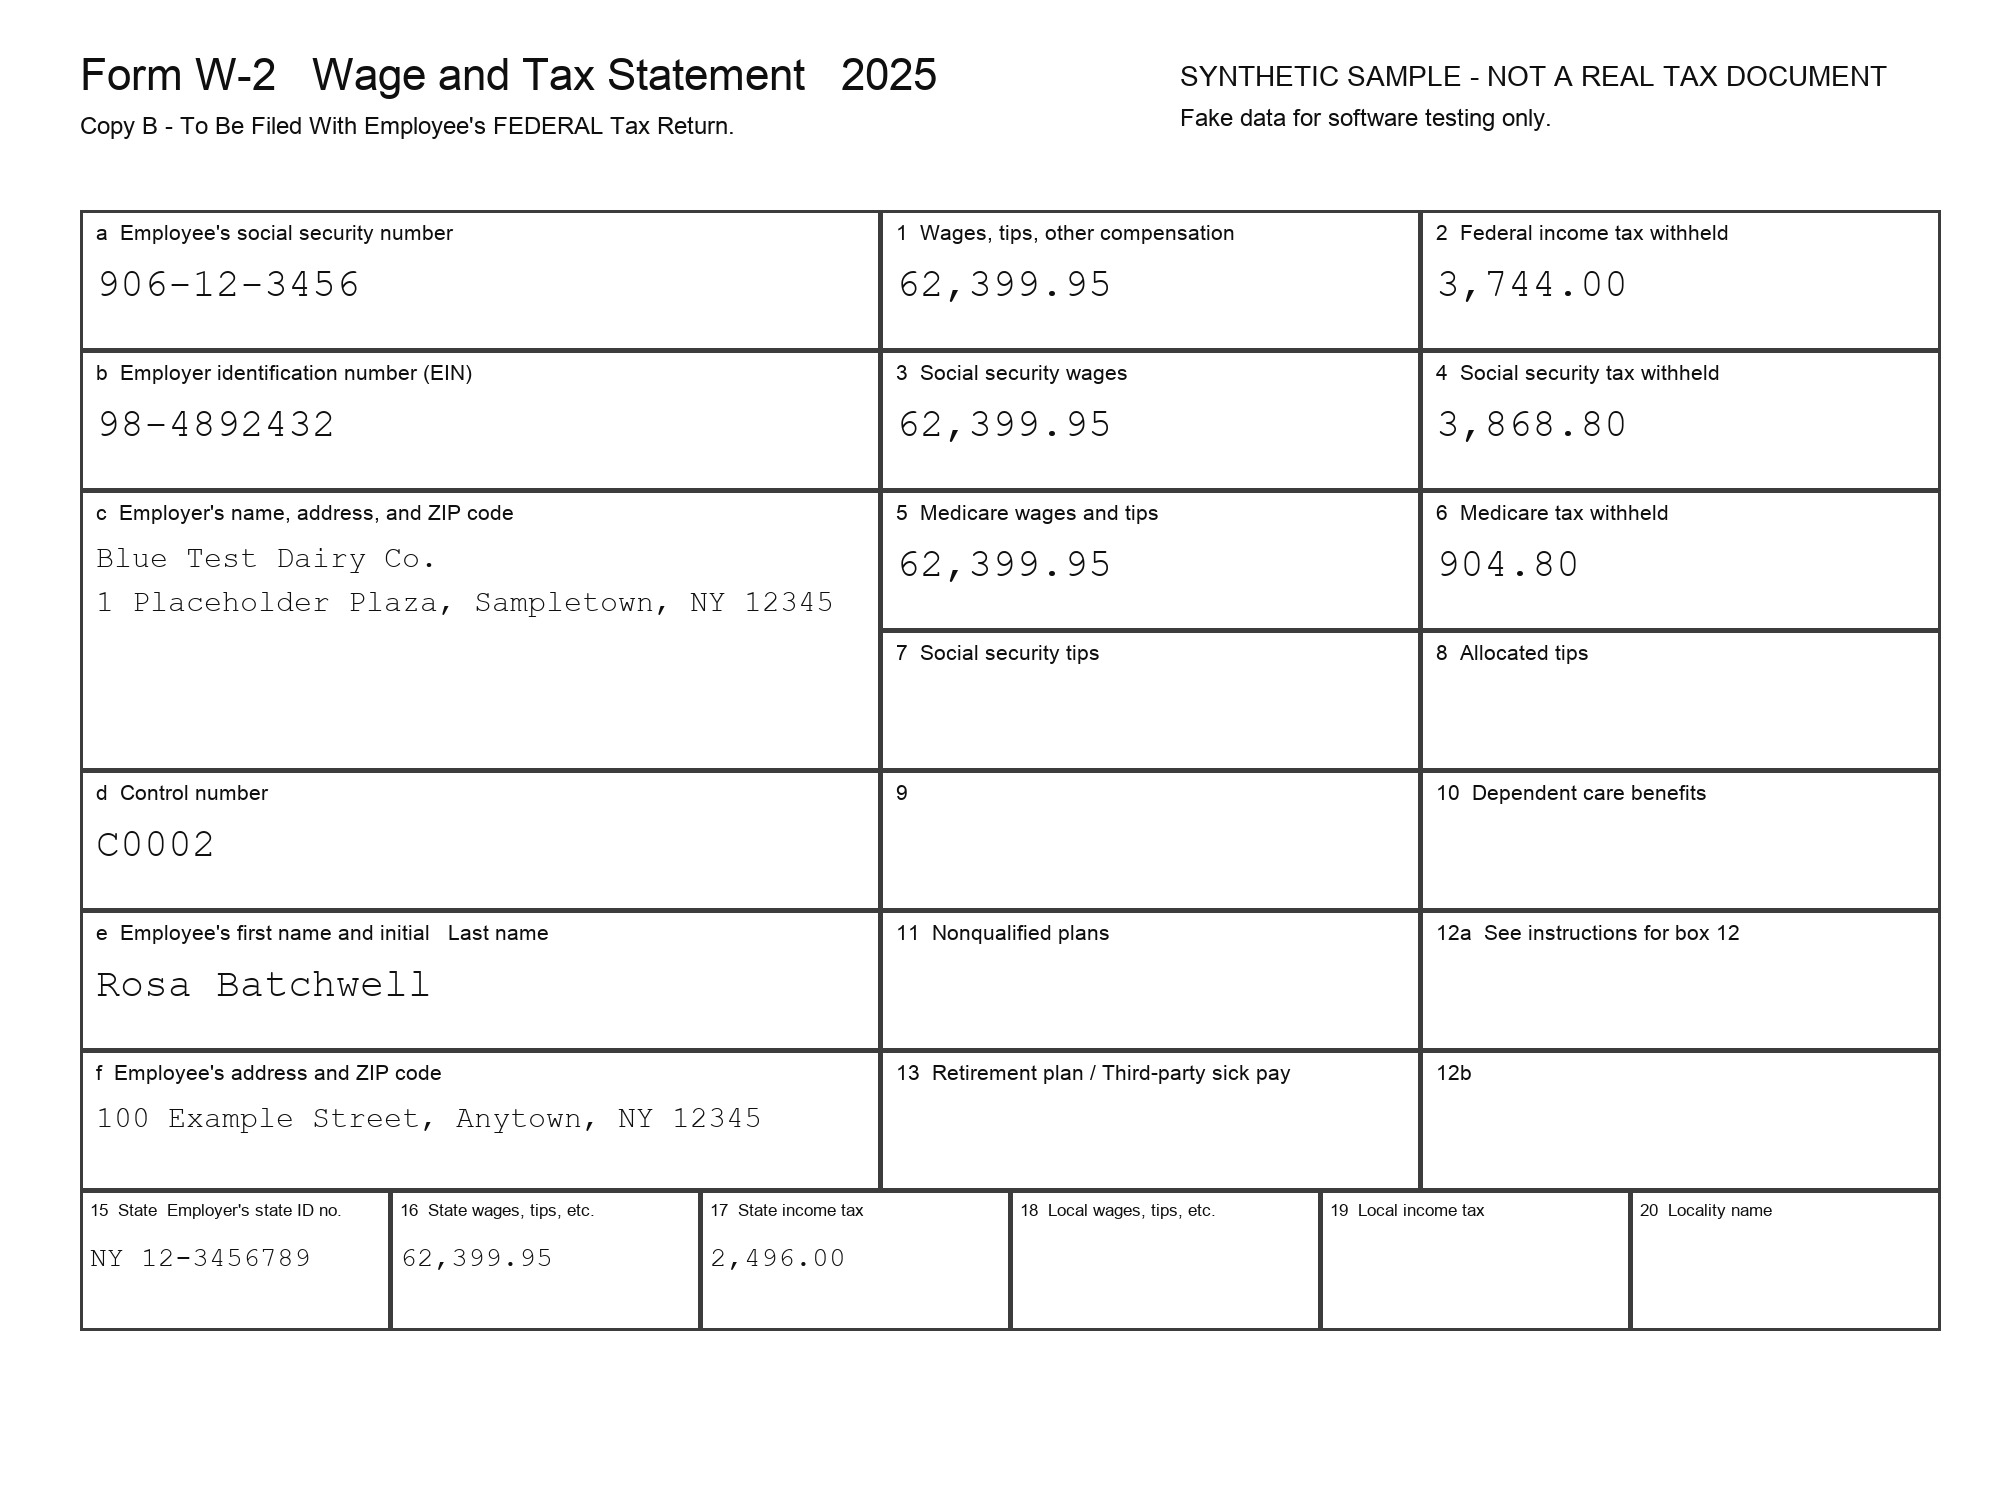 Form W-2   Wage and Tax Statement   2025
SYNTHETIC SAMPLE - NOT A REAL TAX DOCUMENT
Copy B - To Be Filed With Employee's FEDERAL Tax Return.
Fake data for software testing only.
a  Employee's social security number
906-12-3456
1  Wages, tips, other compensation
62,399.95
2  Federal income tax withheld
3,744.00
b  Employer identification number (EIN)
98-4892432
3  Social security wages
62,399.95
4  Social security tax withheld
3,868.80
c  Employer's name, address, and ZIP code
Blue Test Dairy Co.
1 Placeholder Plaza, Sampletown, NY 12345
5  Medicare wages and tips
62,399.95
6  Medicare tax withheld
904.80
7  Social security tips
8  Allocated tips
d  Control number
C0002
9
10  Dependent care benefits
e  Employee's first name and initial   Last name
Rosa Batchwell
11  Nonqualified plans
12a  See instructions for box 12
f  Employee's address and ZIP code
100 Example Street, Anytown, NY 12345
13  Retirement plan / Third-party sick pay
12b
15  State  Employer's state ID no.
NY 12-3456789
16  State wages, tips, etc.
62,399.95
17  State income tax
2,496.00
18  Local wages, tips, etc.
19  Local income tax
20  Locality name